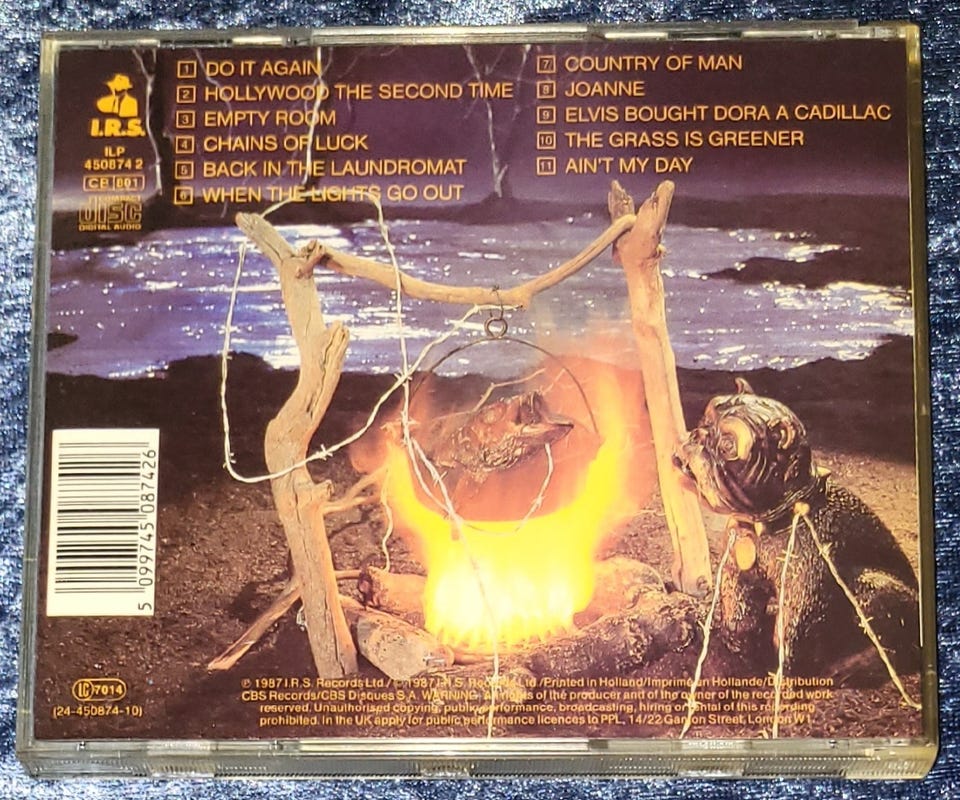 I.R.S.
ILP
450874 2
CB 801
COMPACT
DISC
DIGITAL AUDIO
1 DO IT AGAIN
2 HOLLYWOOD THE SECOND TIME
3 EMPTY ROOM
4 CHAINS OF LUCK
5 BACK IN THE LAUNDROMAT
6 WHEN THE LIGHTS GO OUT
7 COUNTRY OF MAN
8 JOANNE
9 ELVIS BOUGHT DORA A CADILLAC
10 THE GRASS IS GREENER
11 AIN'T MY DAY
5 099745 087426
LC 7014
(24-450874-10)
℗ 1987 I.R.S. Records Ltd / © 1987 I.R.S. Records Ltd / Printed in Holland/Imprimé en Hollande/Distribution
CBS Records/CBS Disques S.A. WARNING: All rights of the producer and of the owner of the recorded work
reserved. Unauthorised copying, public performance, broadcasting, hiring or rental of this recording
prohibited. In the UK apply for public performance licences to PPL, 14/22 Ganton Street, London W1